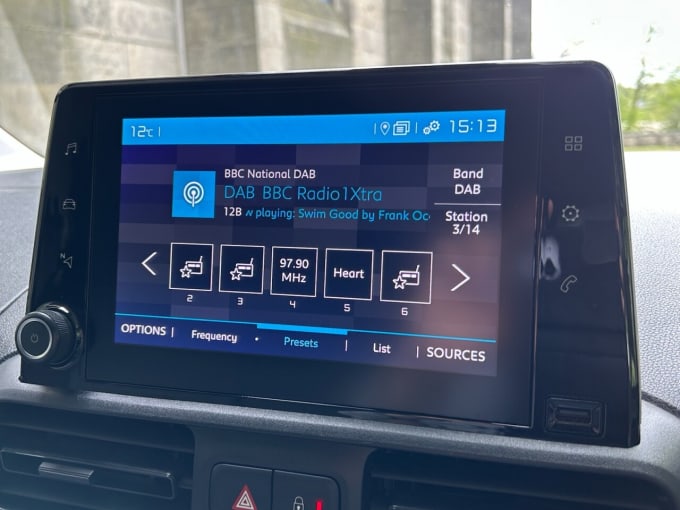 12°C
15:13
BBC National DAB
DAB BBC Radio1Xtra
12B w playing: Swim Good by Frank Oc
Band
DAB
Station
3/14
97.90
MHz
Heart
2 3 4 5 6
OPTIONS Frequency Presets List SOURCES
N